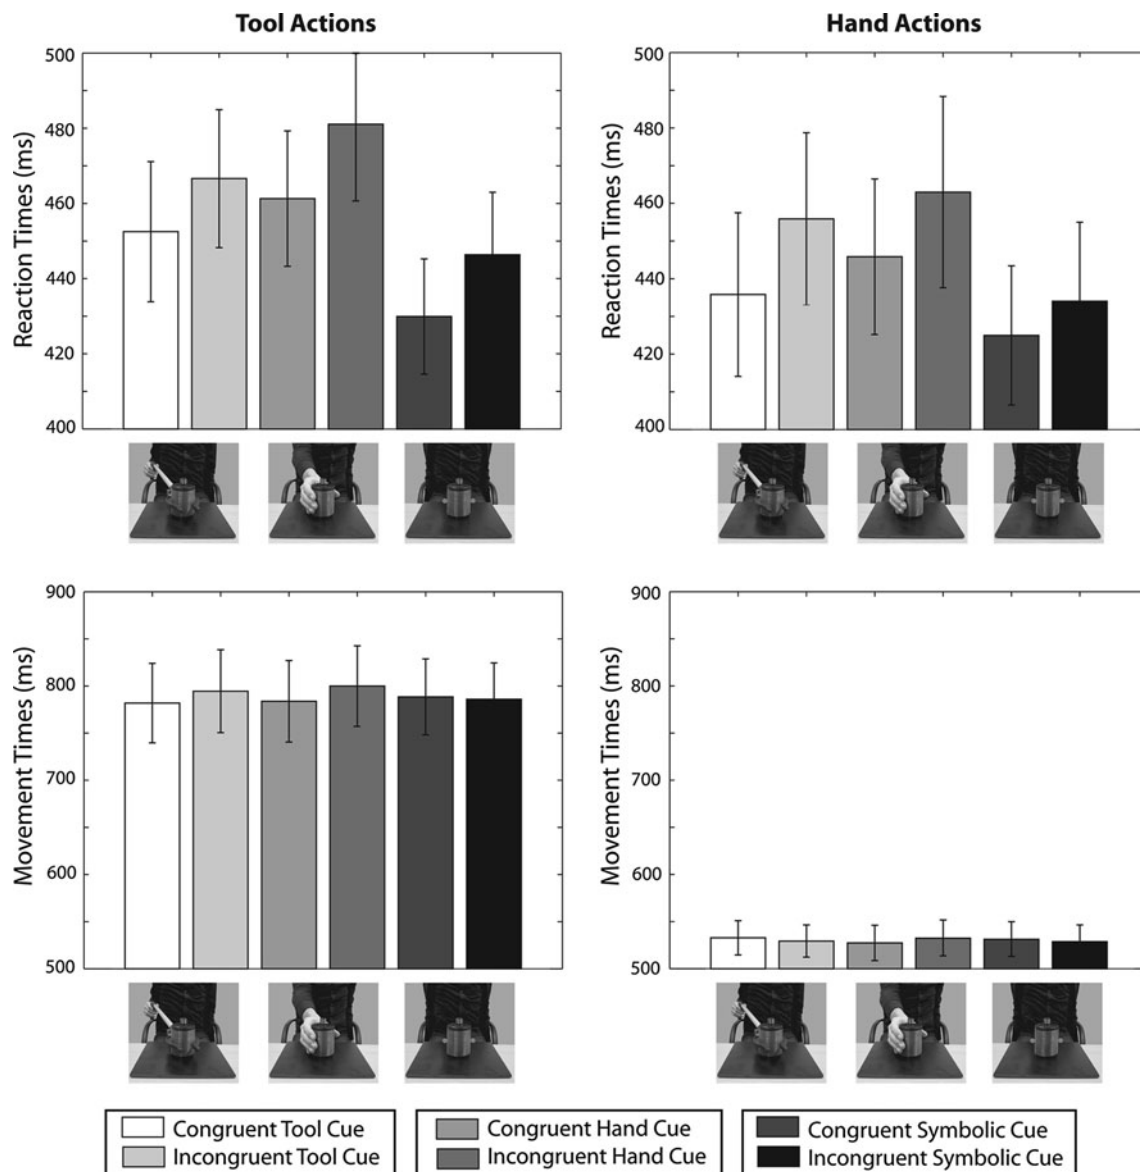 Tool Actions
Hand Actions
500
480
460
440
420
400
Reaction Times (ms)
500
480
460
440
420
400
Reaction Times (ms)
900
800
700
600
500
Movement Times (ms)
900
800
700
600
500
Movement Times (ms)
Congruent Tool Cue
Incongruent Tool Cue
Congruent Hand Cue
Incongruent Hand Cue
Congruent Symbolic Cue
Incongruent Symbolic Cue